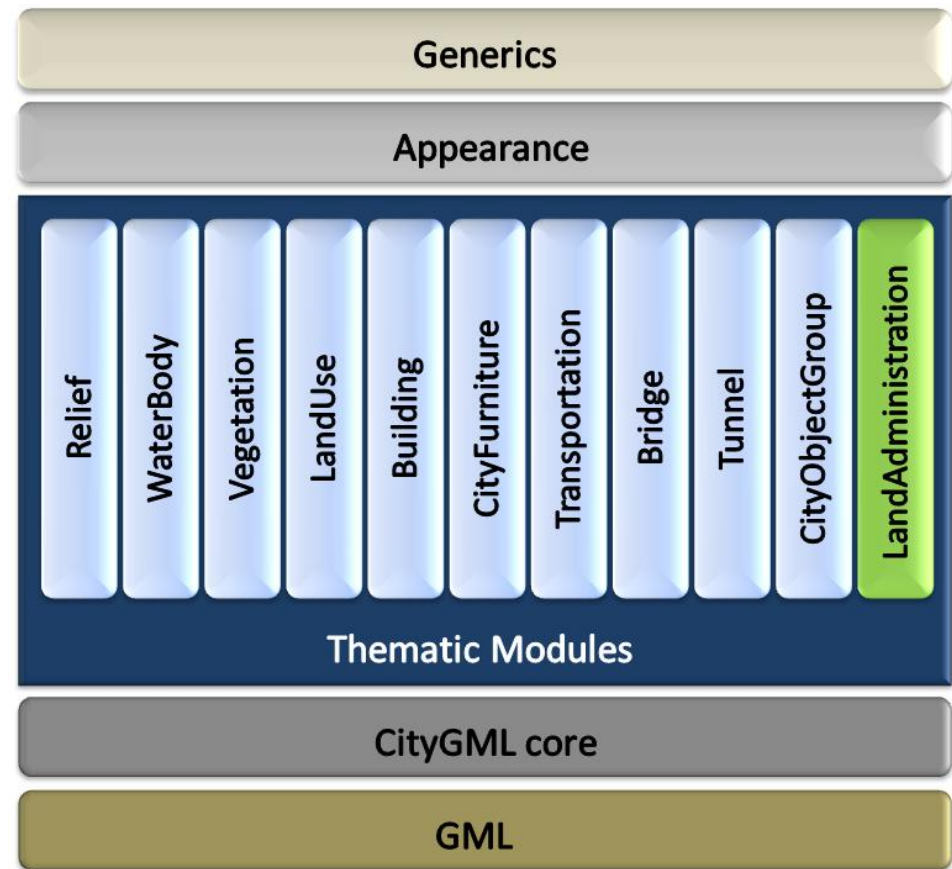 Generics
Appearance
Relief
WaterBody
Vegetation
LandUse
Building
CityFurniture
Transportation
Bridge
Tunnel
CityObjectGroup
LandAdministration
Thematic Modules
CityGML core
GML